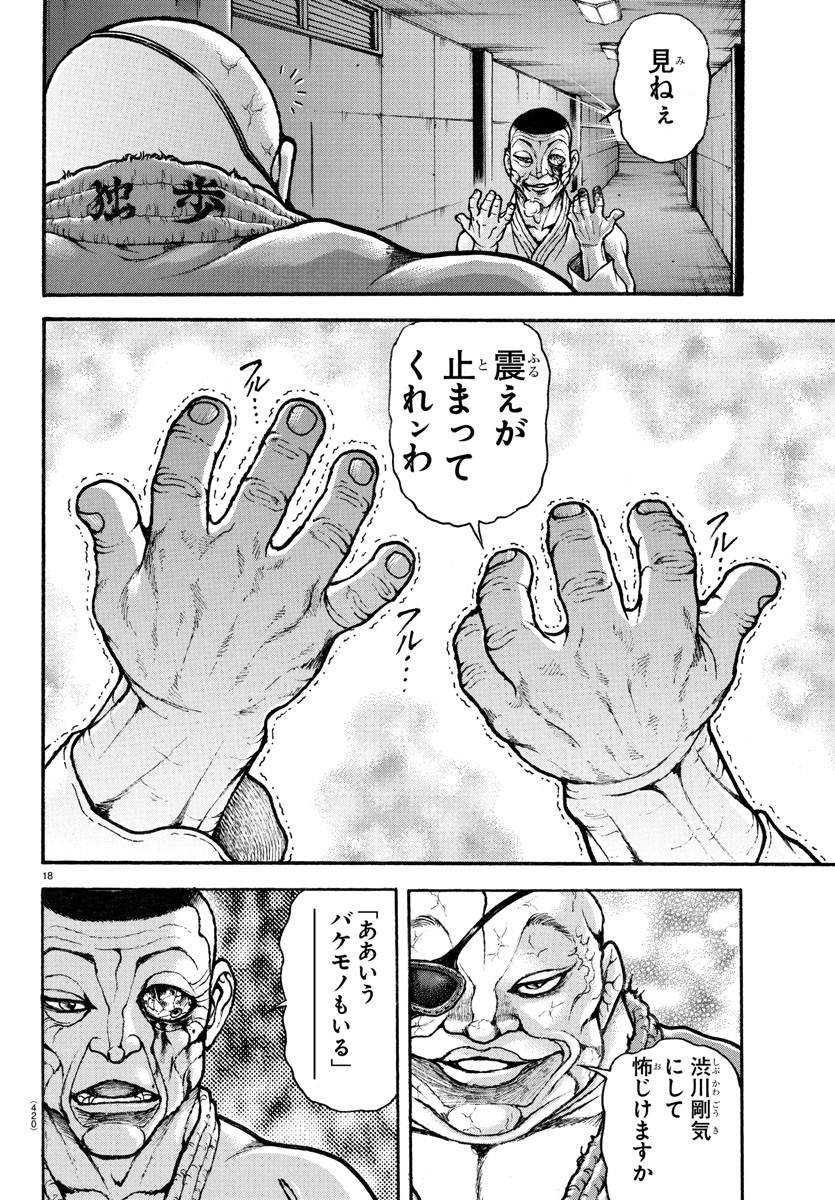 見ねぇ
独歩
震えが
止まって
くれンわ
フル…
フル…
フル…
渋川剛気
にして
怖じけますか
「ああいう
バケモノもいる」
18
(420)